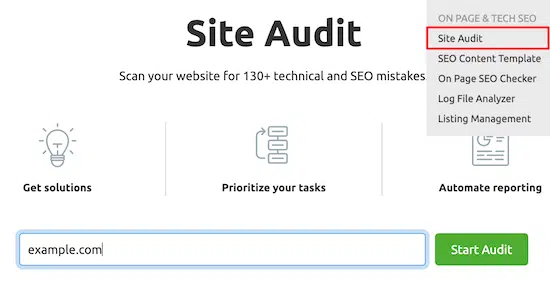 Site Audit
Scan your website for 130+ technical and SEO mistakes
ON PAGE & TECH SEO
Site Audit
SEO Content Template
On Page SEO Checker
Log File Analyzer
Listing Management
Get solutions
Prioritize your tasks
Automate reporting
example.com
Start Audit